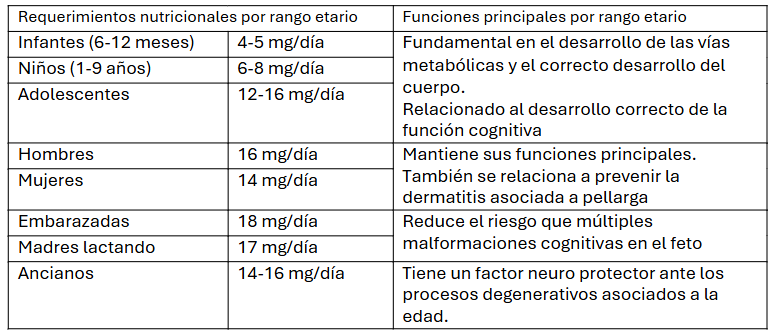 Requerimientos nutricionales por rango etario
Funciones principales por rango etario
Infantes (6-12 meses)
4-5 mg/día
Fundamental en el desarrollo de las vías
metabólicas y el correcto desarrollo del
cuerpo.
Relacionado al desarrollo correcto de la
función cognitiva
Niños (1-9 años)
6-8 mg/día
Adolescentes
12-16 mg/día
Hombres
16 mg/día
Mantiene sus funciones principales.
También se relaciona a prevenir la
dermatitis asociada a pellarga
Mujeres
14 mg/día
Embarazadas
18 mg/día
Reduce el riesgo que múltiples
malformaciones cognitivas en el feto
Madres lactando
17 mg/día
Ancianos
14-16 mg/día
Tiene un factor neuro protector ante los
procesos degenerativos asociados a la
edad.